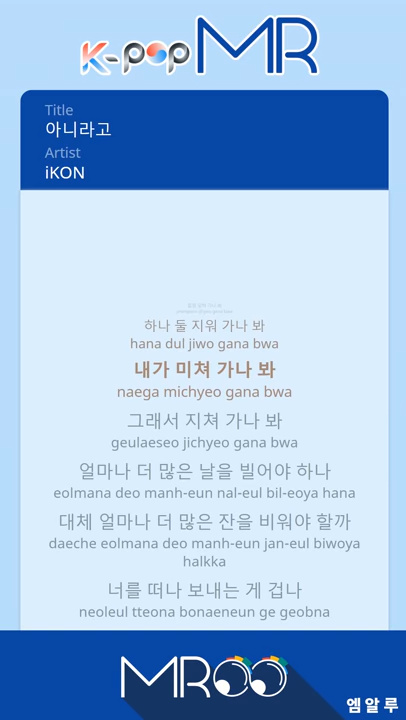 K-pop MR
Title
아니라고
Artist
iKON
하나 둘 지워 가나 봐
hana dul jiwo gana bwa
내가 미쳐 가나 봐
naega michyeo gana bwa
그래서 지쳐 가나 봐
geulaeseo jichyeo gana bwa
얼마나 더 많은 날을 빌어야 하나
eolmana deo manh-eun nal-eul bil-eoya hana
대체 얼마나 더 많은 잔을 비워야 할까
daeche eolmana deo manh-eun jan-eul biwoya
halkka
너를 떠나 보내는 게 겁나
neoleul tteona bonaeneun ge geobna
MROO
엠알루